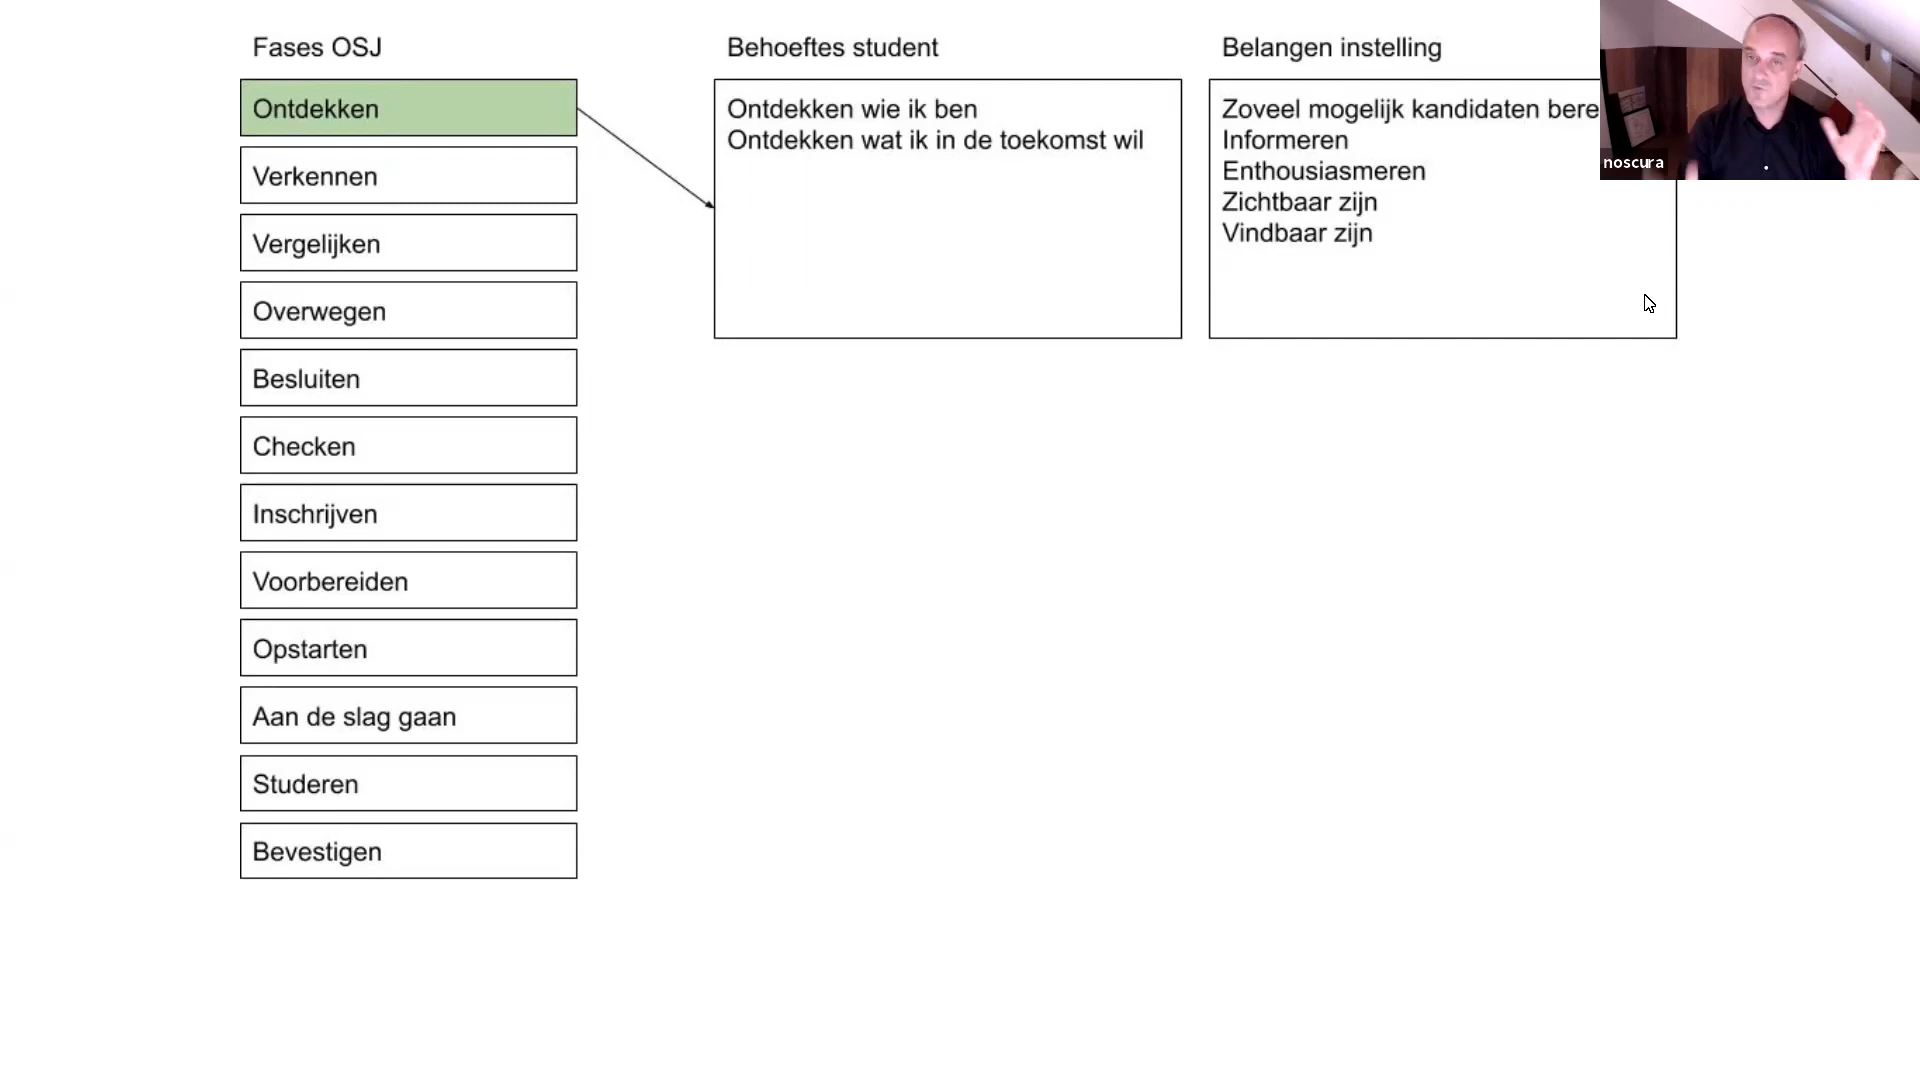 Fases OSJ
Ontdekken
Verkennen
Vergelijken
Overwegen
Besluiten
Checken
Inschrijven
Voorbereiden
Opstarten
Aan de slag gaan
Studeren
Bevestigen
Behoeftes student
Ontdekken wie ik ben
Ontdekken wat ik in de toekomst wil
Belangen instelling
Zoveel mogelijk kandidaten bere
Informeren
Enthousiasmeren
Zichtbaar zijn
Vindbaar zijn
noscura